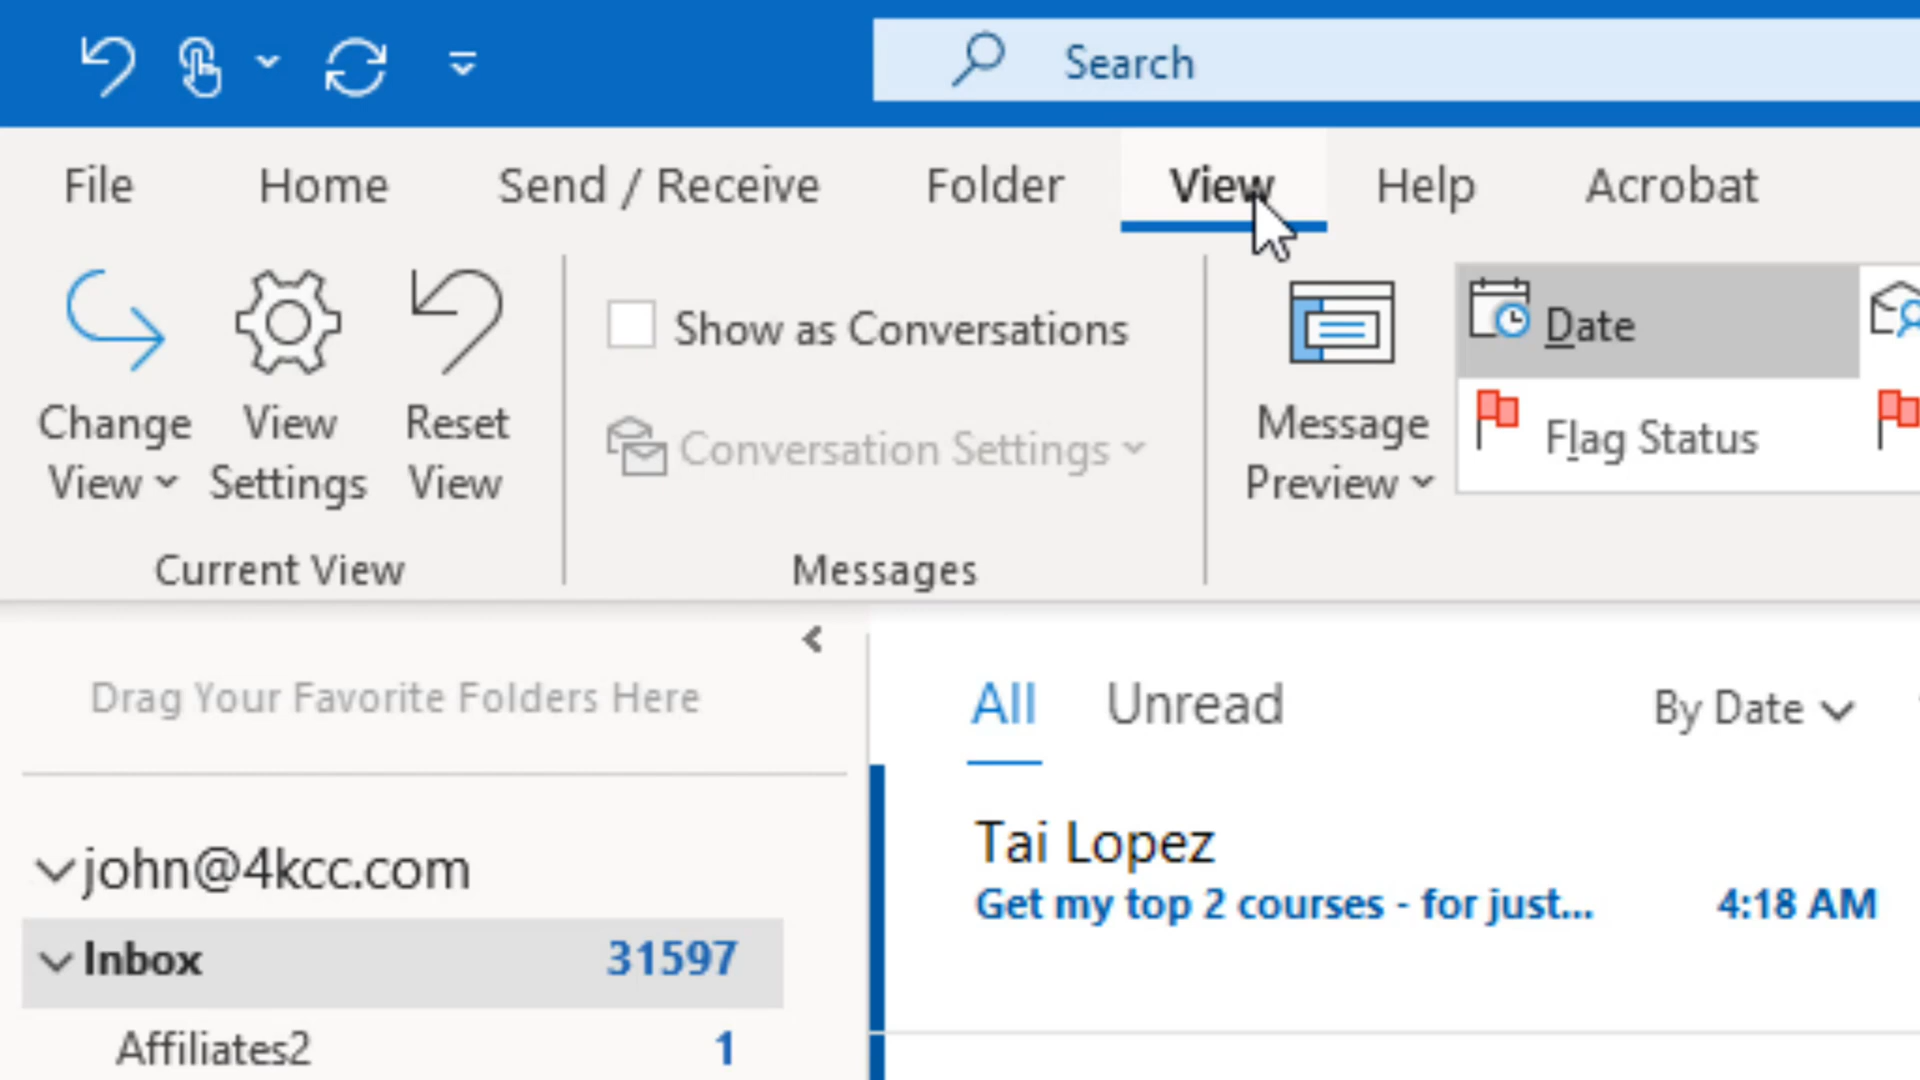 Search
File Home Send / Receive Folder View Help Acrobat
Change View
View Settings
Reset View
Show as Conversations
Conversation Settings
Message Preview
Date
Flag Status
Current View
Messages
Drag Your Favorite Folders Here
All Unread By Date
Tai Lopez
Get my top 2 courses - for just... 4:18 AM
john@4kcc.com
Inbox 31597
Affiliates2 1